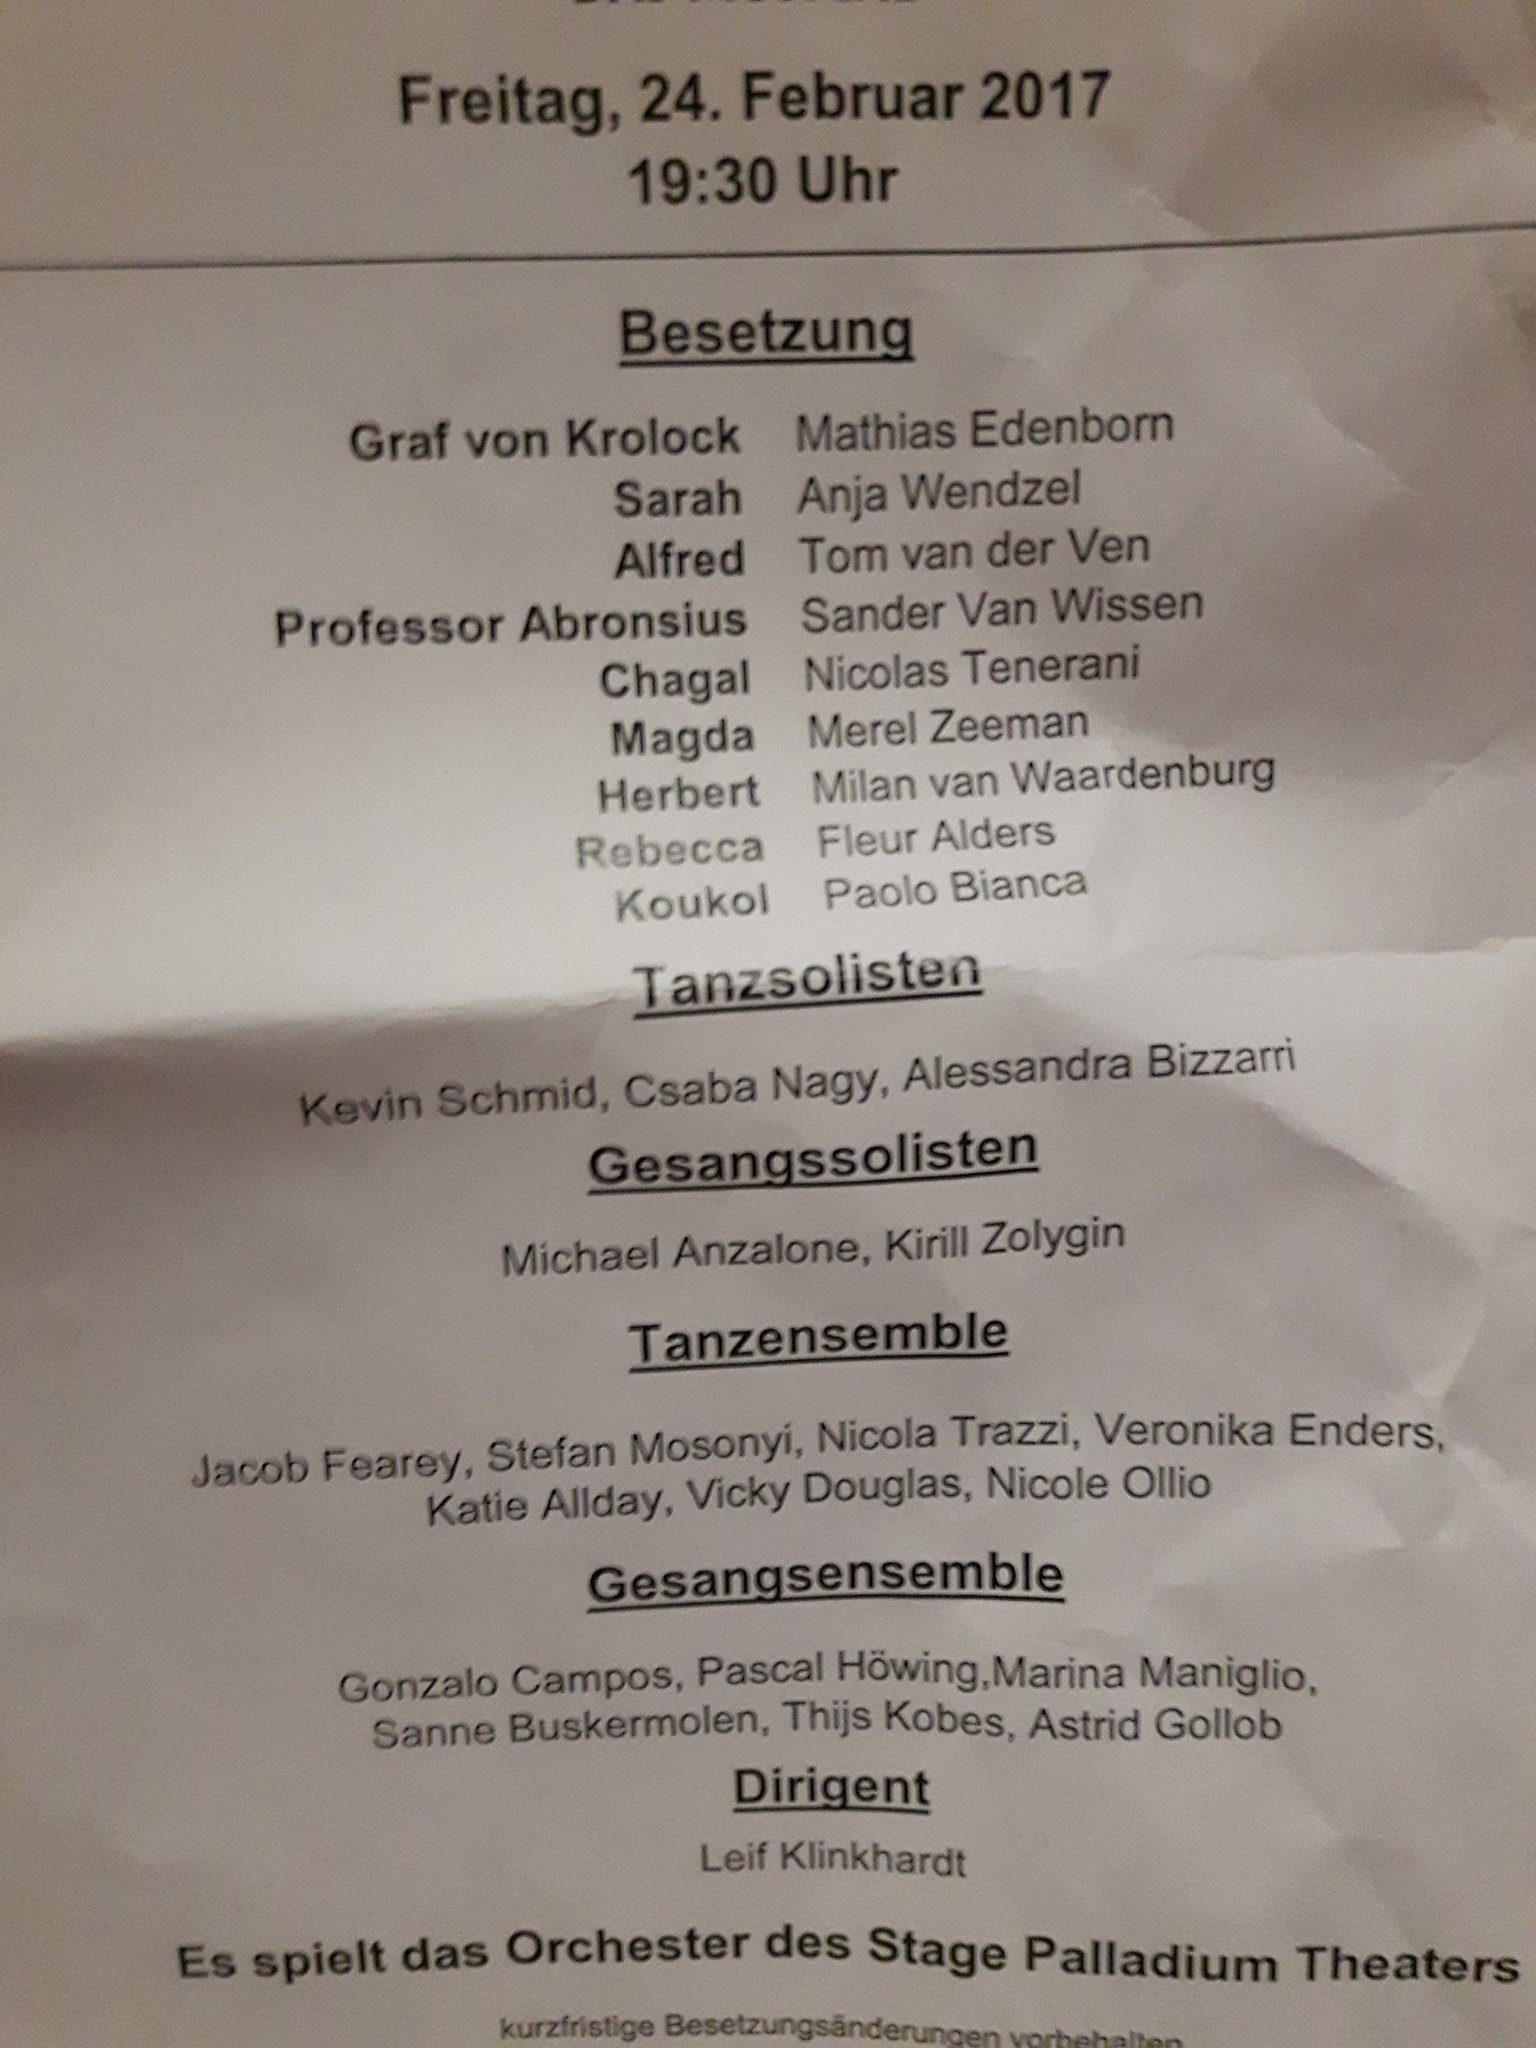 Freitag, 24. Februar 2017
19:30 Uhr
Besetzung
Graf von Krolock Mathias Edenborn
Sarah Anja Wendzel
Alfred Tom van der Ven
Professor Abronsius Sander Van Wissen
Chagal Nicolas Tenerani
Magda Merel Zeeman
Herbert Milan van Waardenburg
Rebecca Fleur Alders
Koukol Paolo Bianca
Tanzsolisten
Kevin Schmid, Csaba Nagy, Alessandra Bizzarri
Gesangssolisten
Michael Anzalone, Kirill Zolygin
Tanzensemble
Jacob Fearey, Stefan Mosonyi, Nicola Trazzi, Veronika Enders,
Katie Allday, Vicky Douglas, Nicole Ollio
Gesangsensemble
Gonzalo Campos, Pascal Höwing,Marina Maniglio,
Sanne Buskermolen, Thijs Kobes, Astrid Gollob
Dirigent
Leif Klinkhardt
Es spielt das Orchester des Stage Palladium Theaters
kurzfristige Besetzungsänderungen vorbehalten